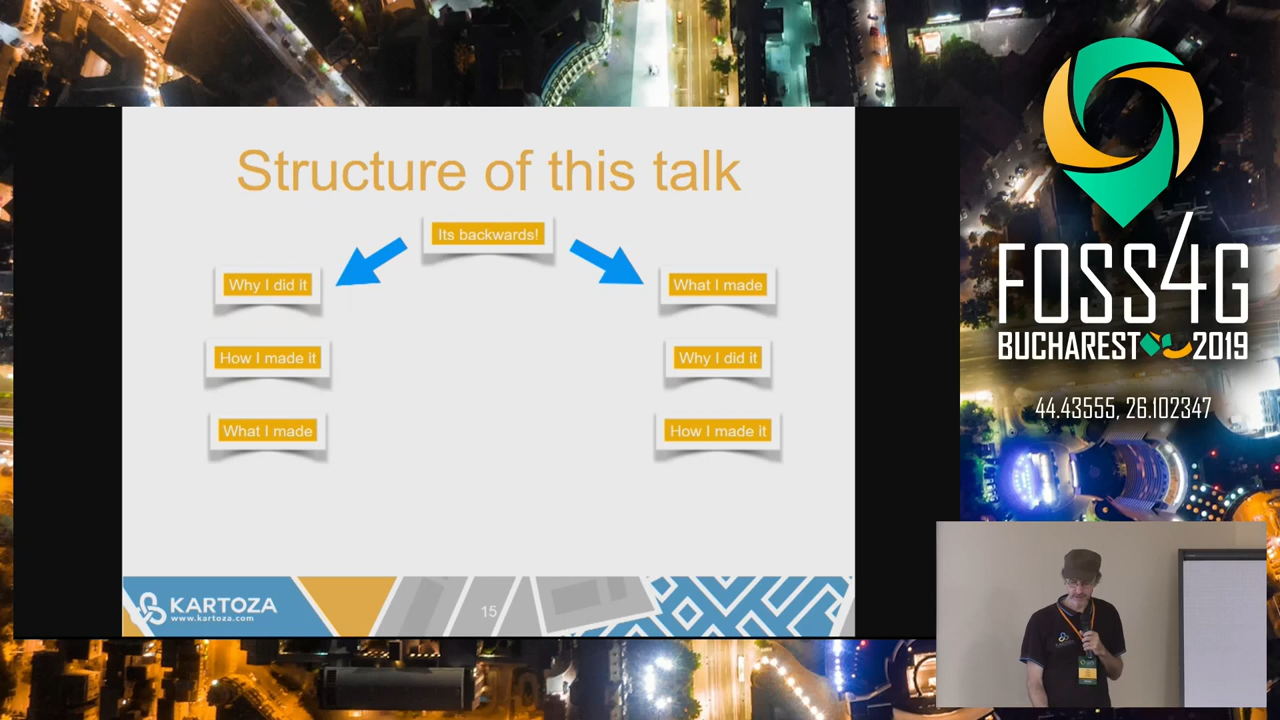 Structure of this talk
Its backwards!
Why I did it
What I made
How I made it
Why I did it
What I made
How I made it
KARTOZA
www.kartoza.com
15
FOSS4G
BUCHAREST 2019
44.43555, 26.102347